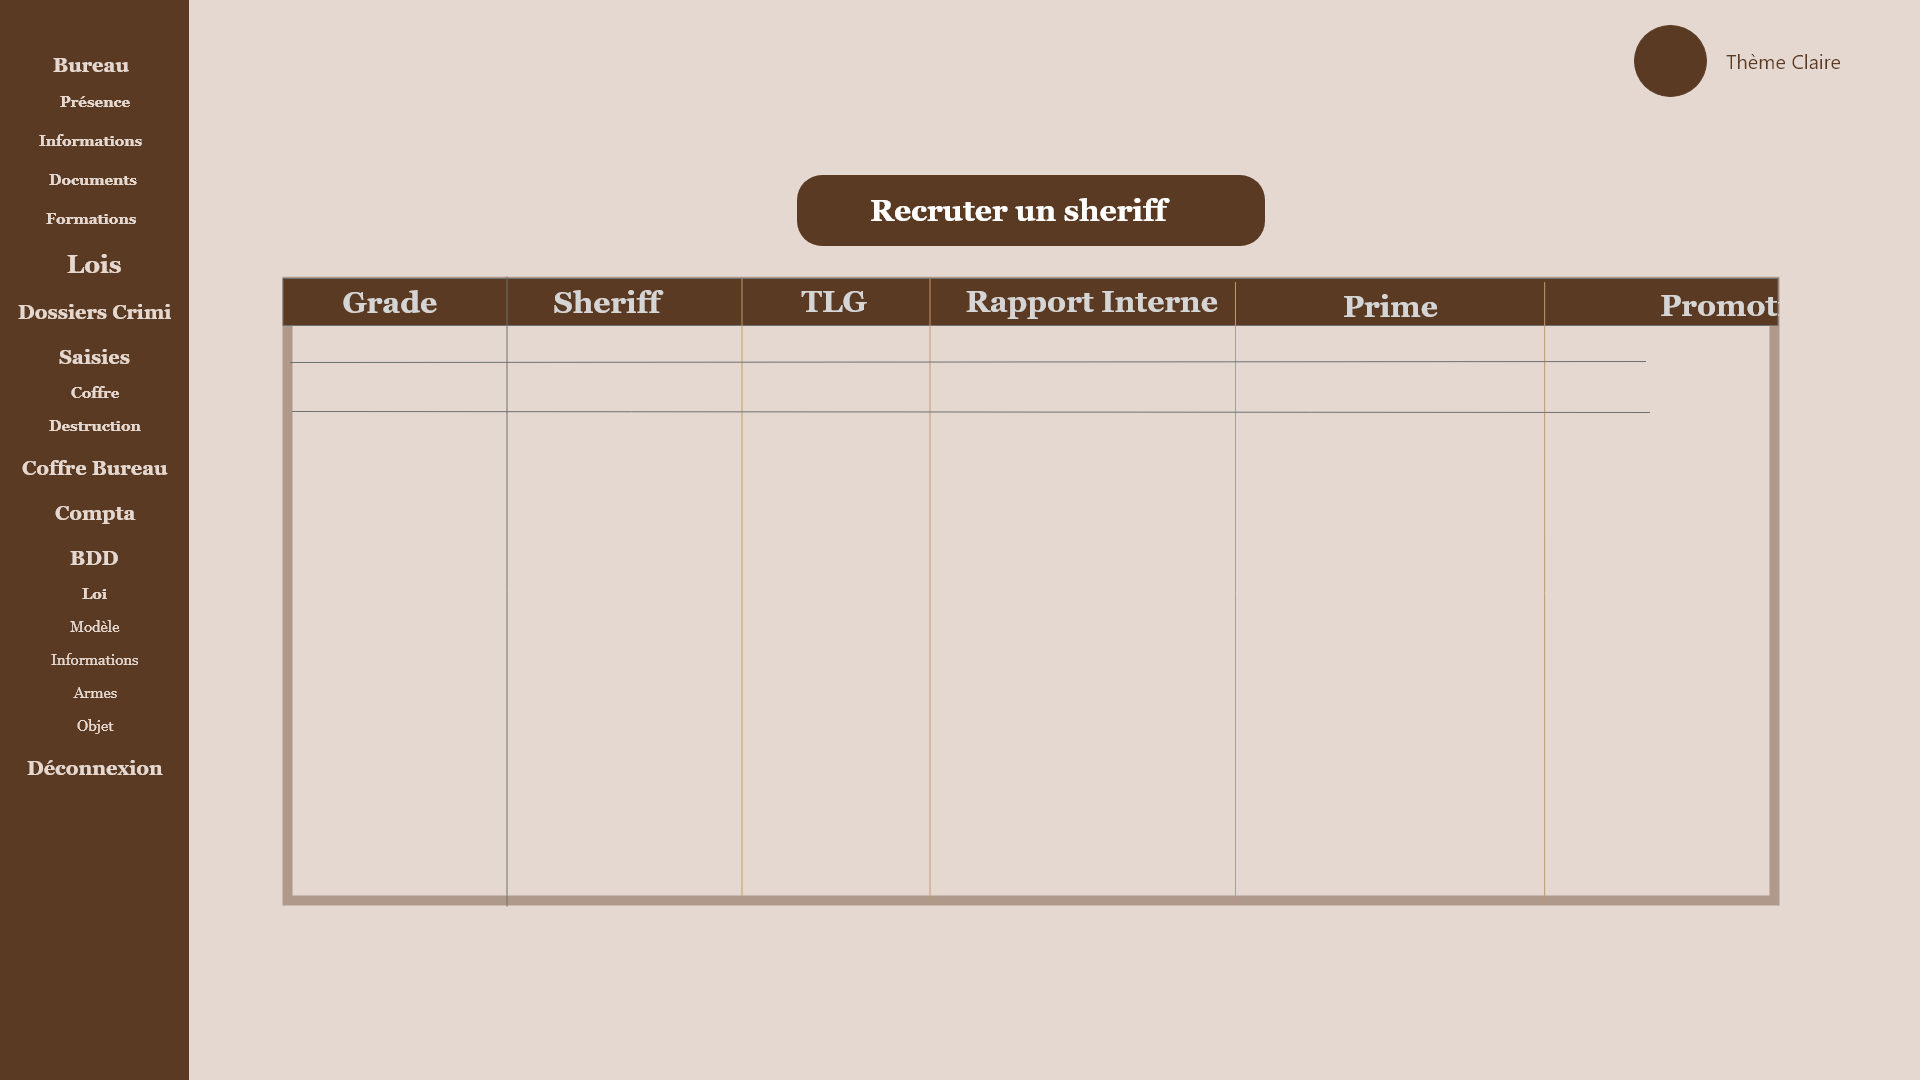 Bureau
Présence
Informations
Documents
Formations
Lois
Dossiers Crimi
Saisies
Coffre
Destruction
Coffre Bureau
Compta
BDD
Loi
Modèle
Informations
Armes
Objet
Déconnexion
Thème Claire
Recruter un sheriff
Grade Sheriff TLG Rapport Interne Prime Promot